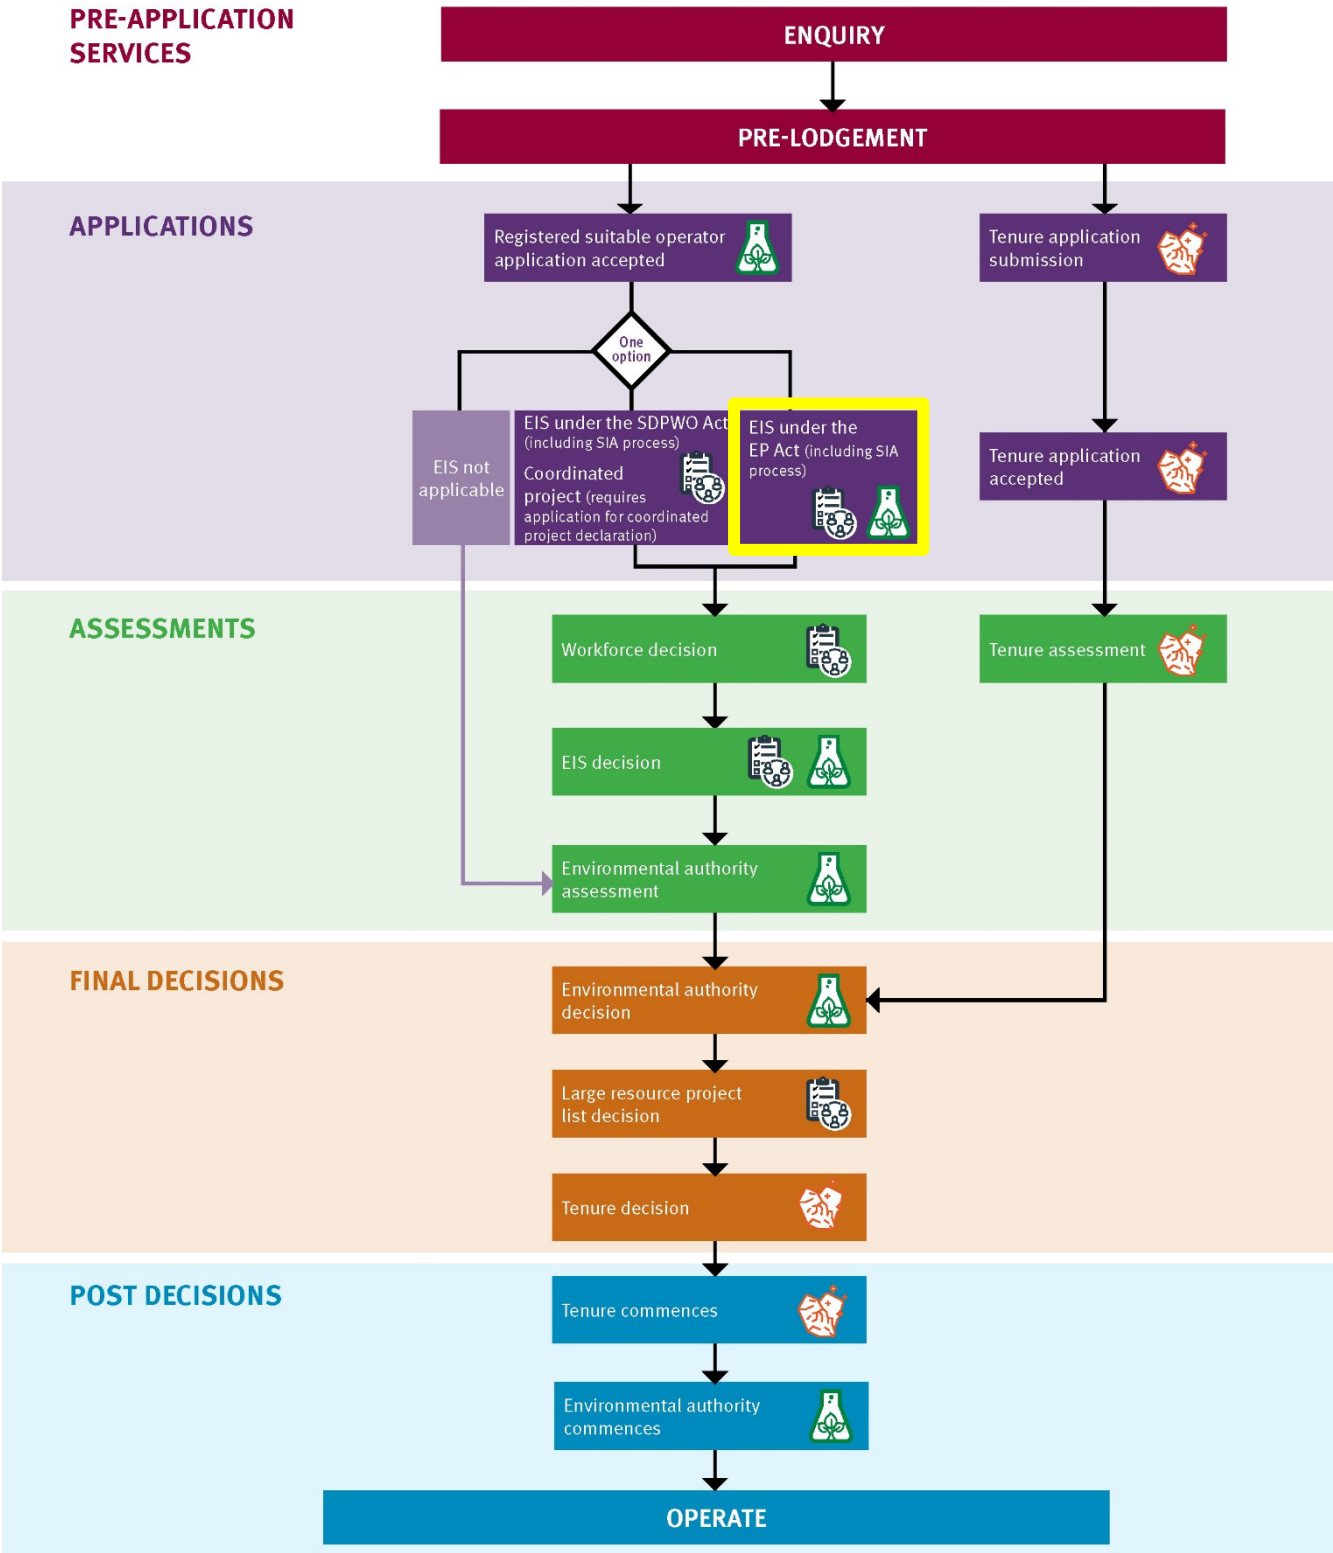 PRE-APPLICATION
SERVICES
ENQUIRY
PRE-LODGEMENT
APPLICATIONS
Registered suitable operator
application accepted
Tenure application
submission
One
option
EIS not
applicable
EIS under the SDPWO Act
(including SIA process)
Coordinated
project (requires
application for coordinated
project declaration)
EIS under the
EP Act (including SIA
process)
Tenure application
accepted
ASSESSMENTS
Workforce decision
Tenure assessment
EIS decision
Environmental authority
assessment
FINAL DECISIONS
Environmental authority
decision
Large resource project
list decision
Tenure decision
POST DECISIONS
Tenure commences
Environmental authority
commences
OPERATE